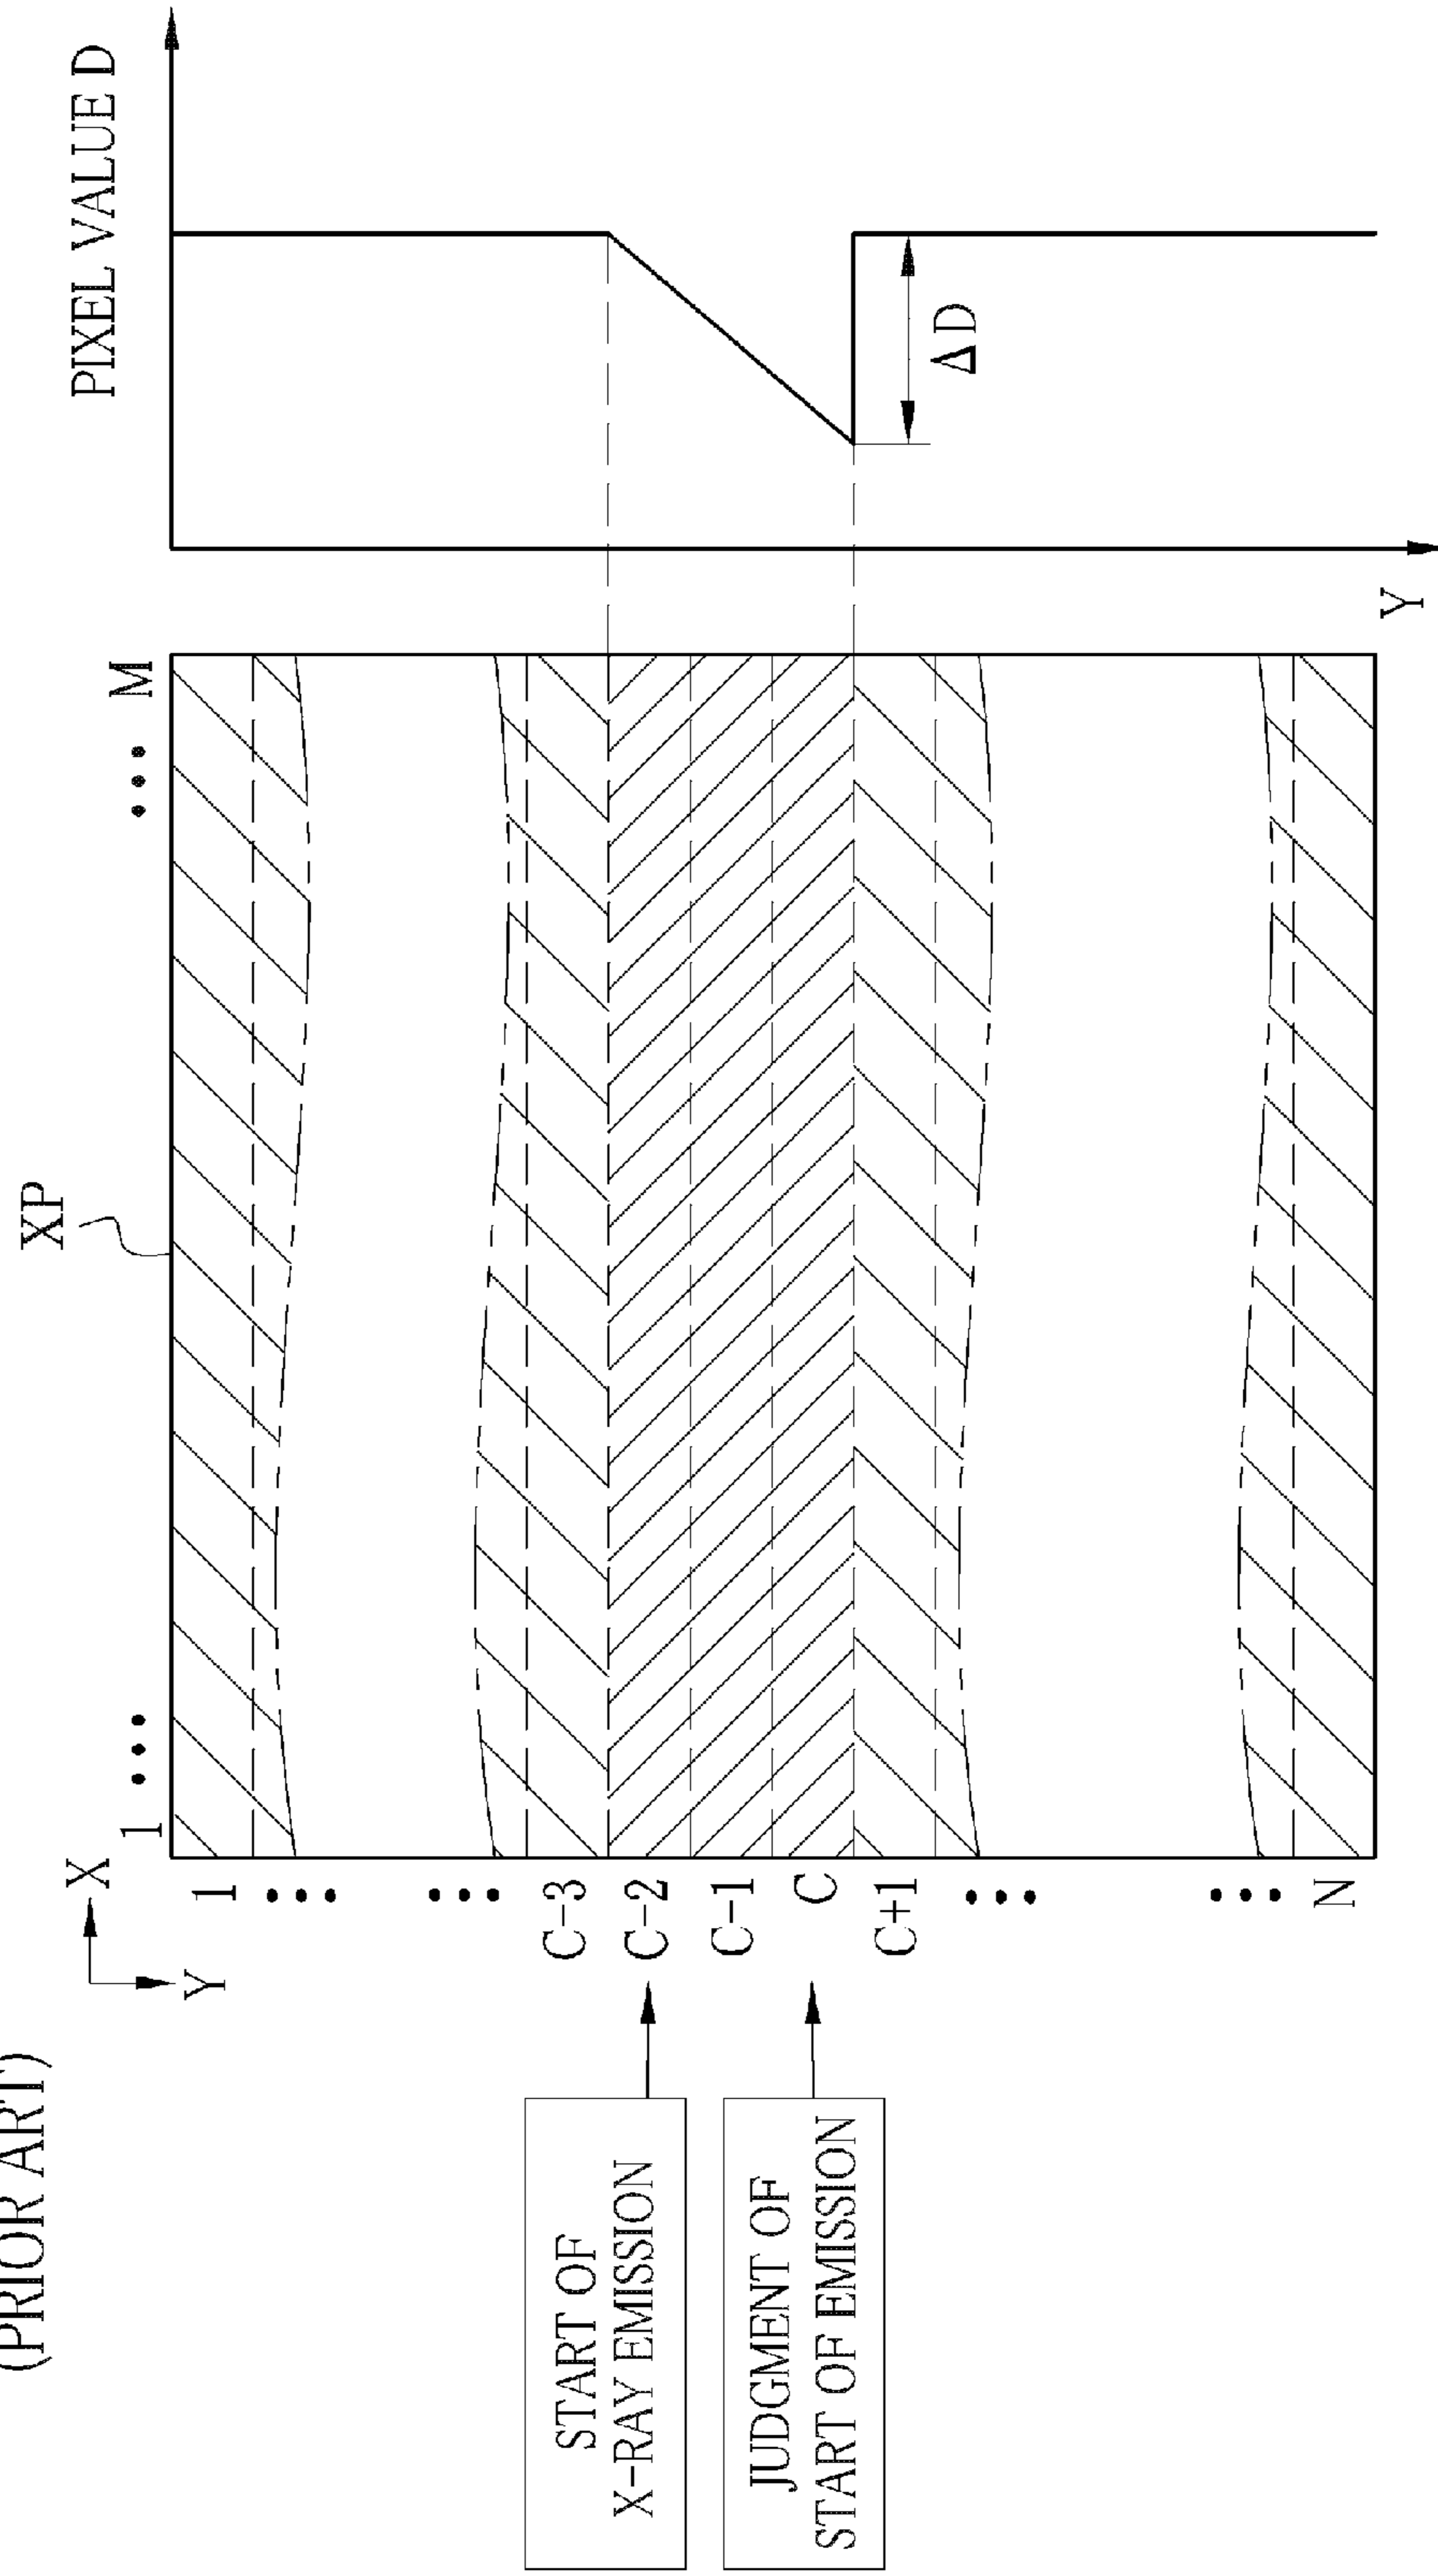 (PRIOR ART)
XP
PIXEL VALUE D
X
Y
1 ••• ••• M
1
•••
•••
C-3
C-2
C-1
C
C+1
•••
•••
N
START OF
X-RAY EMISSION
JUDGMENT OF
START OF EMISSION
ΔD
Y